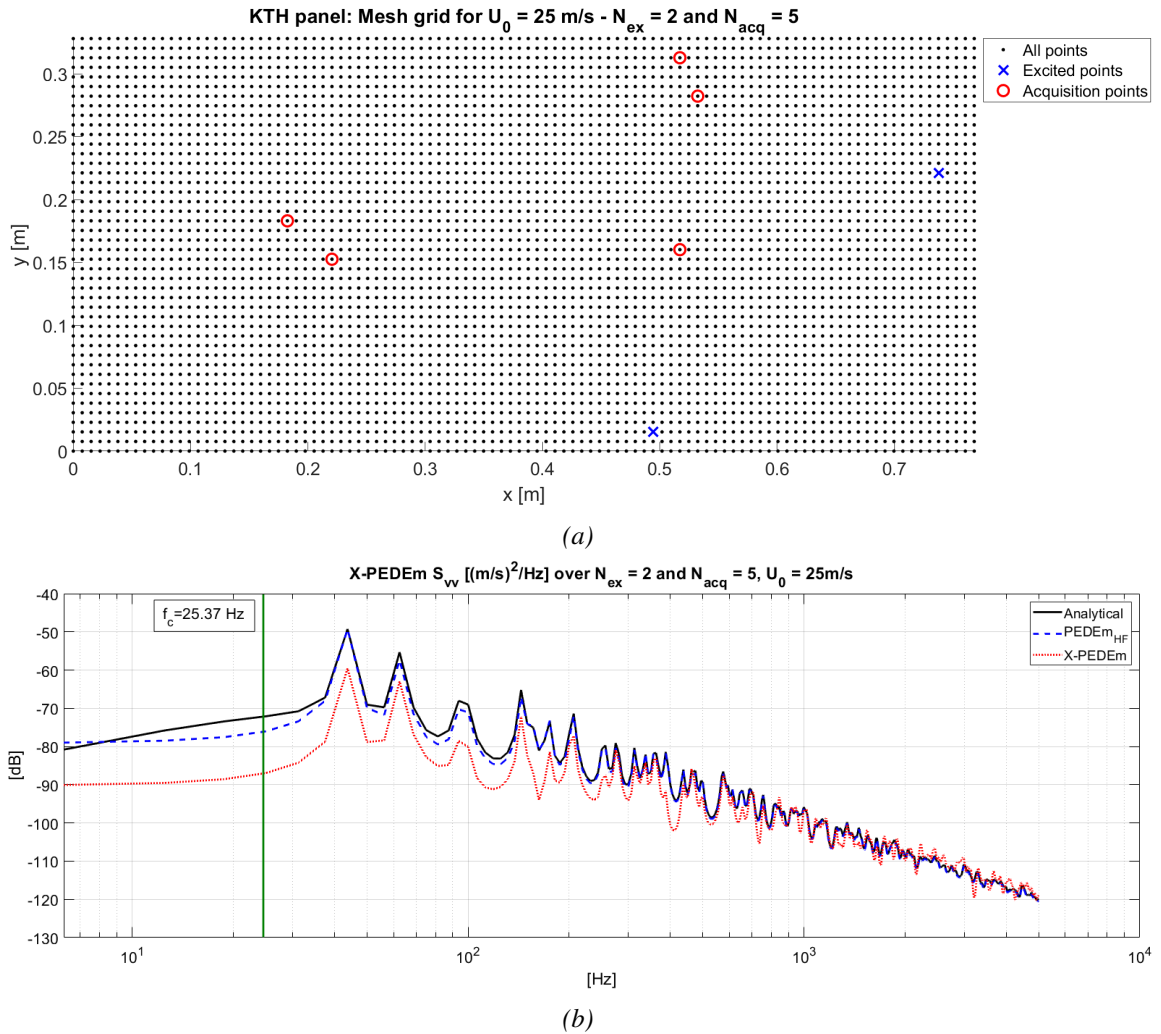 KTH panel: Mesh grid for U0 = 25 m/s - Nex = 2 and Nacq = 5
All points
Excited points
Acquisition points
0.3
0.25
0.2
0.15
0.1
0.05
0
y [m]
0 0.1 0.2 0.3 0.4 0.5 0.6 0.7
x [m]
(a)
X-PEDEm Svv [(m/s)2/Hz] over Nex = 2 and Nacq = 5, U0 = 25m/s
fc=25.37 Hz
Analytical
PEDEmHF
X-PEDEm
-40
-50
-60
-70
-80
-90
-100
-110
-120
-130
[dB]
10^1 10^2 10^3 10^4
[Hz]
(b)